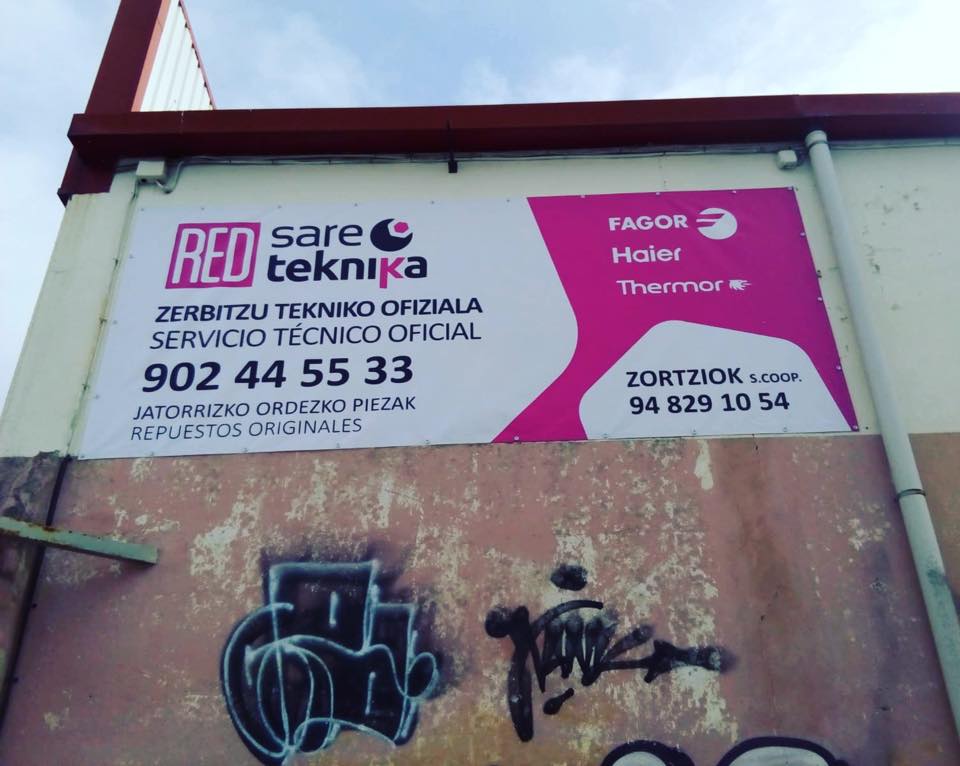 RED sare teknika
ZERBITZU TEKNIKO OFIZIALA
SERVICIO TÉCNICO OFICIAL
902 44 55 33
JATORRIZKO ORDEZKO PIEZAK
REPUESTOS ORIGINALES
FAGOR
Haier
Thermor
ZORTZIOK S.COOP.
94 829 10 54